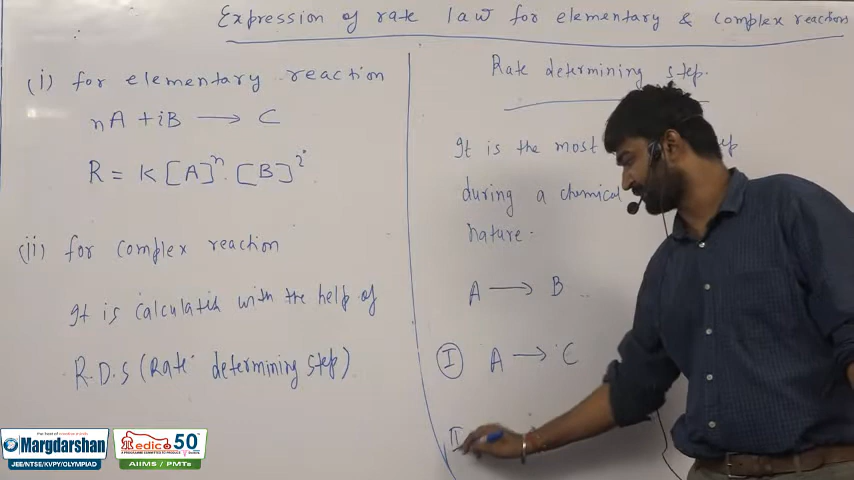 Expression of rate law for elementary & complex reactions
(i) for elementary reaction
nA + iB → C
R = K[A]ⁿ · [B]ⁱ
(ii) for complex reaction
It is calculated with the help of
R.D.S (Rate determining step)
Rate determining step.
It is the most
during a chemical
nature.
A → B
I A → C
II
Margdarshan
JEE/NTSE/KVPY/OLYMPIAD
Medico 50
AIIMS / PMTs